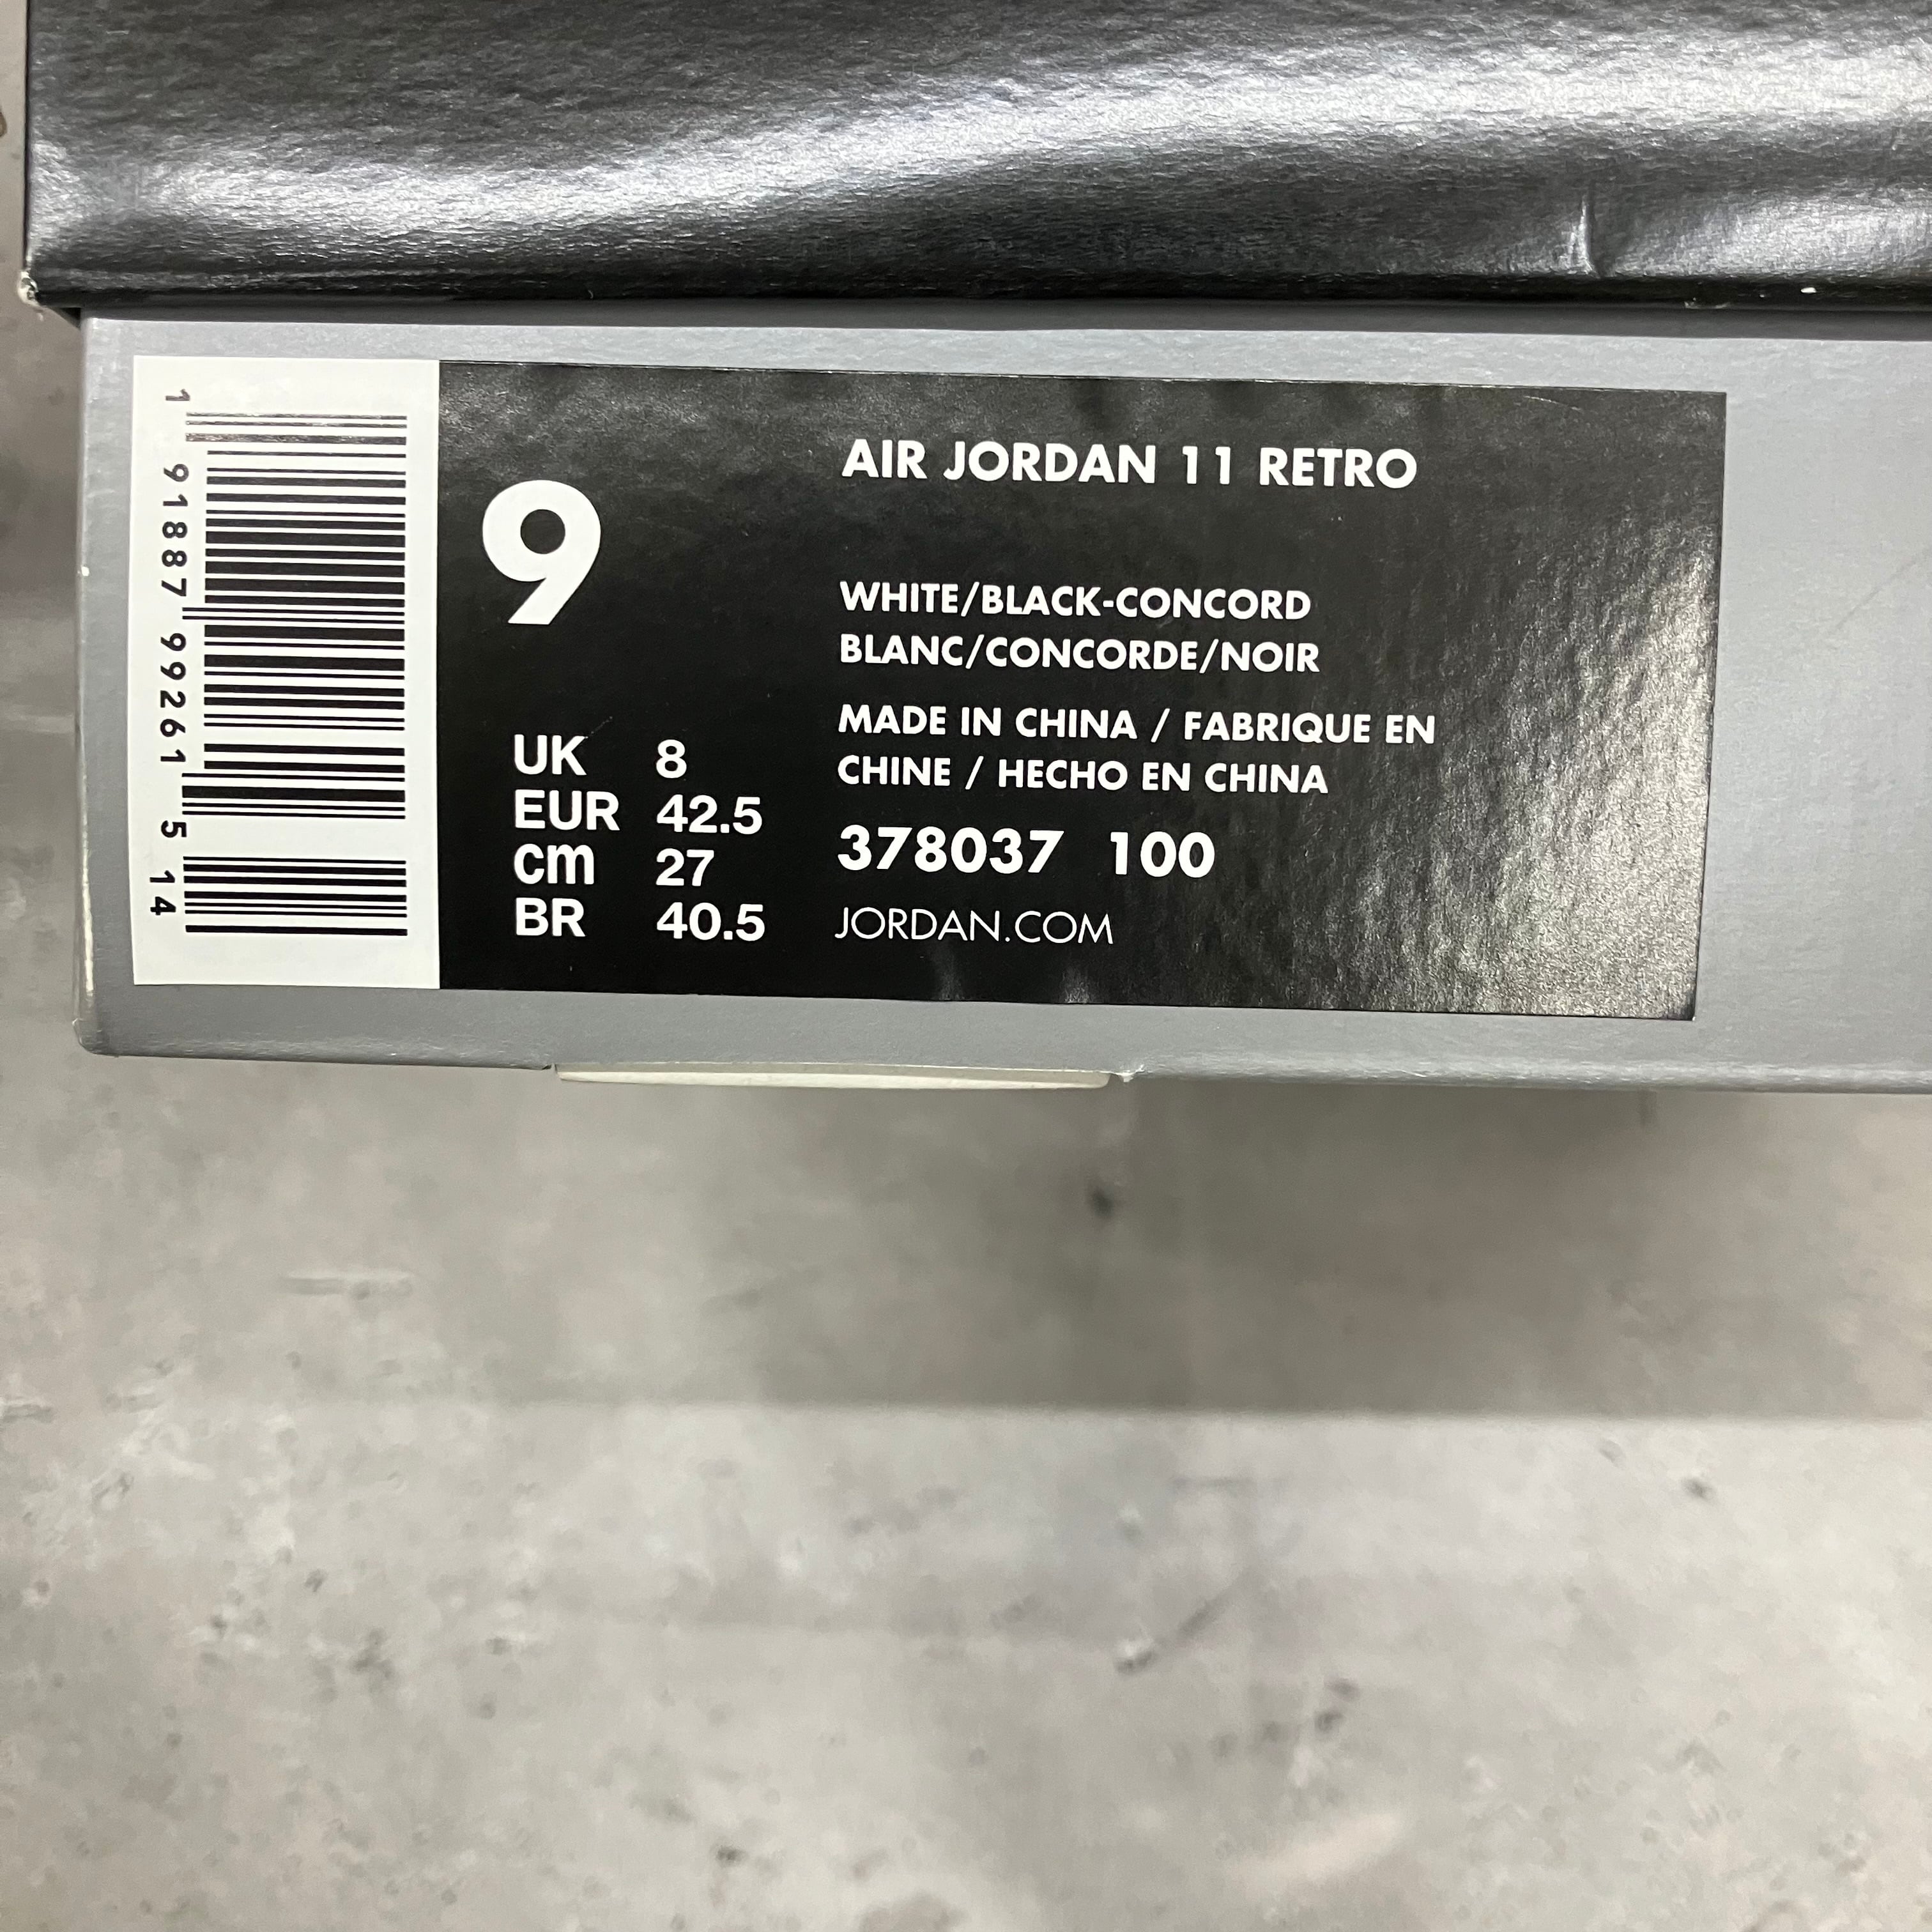 1 91887 99261 5 14
9
UK 8
EUR 42.5
cm 27
BR 40.5
AIR JORDAN 11 RETRO
WHITE/BLACK-CONCORD
BLANC/CONCORDE/NOIR
MADE IN CHINA / FABRIQUE EN
CHINE / HECHO EN CHINA
378037 100
JORDAN.COM